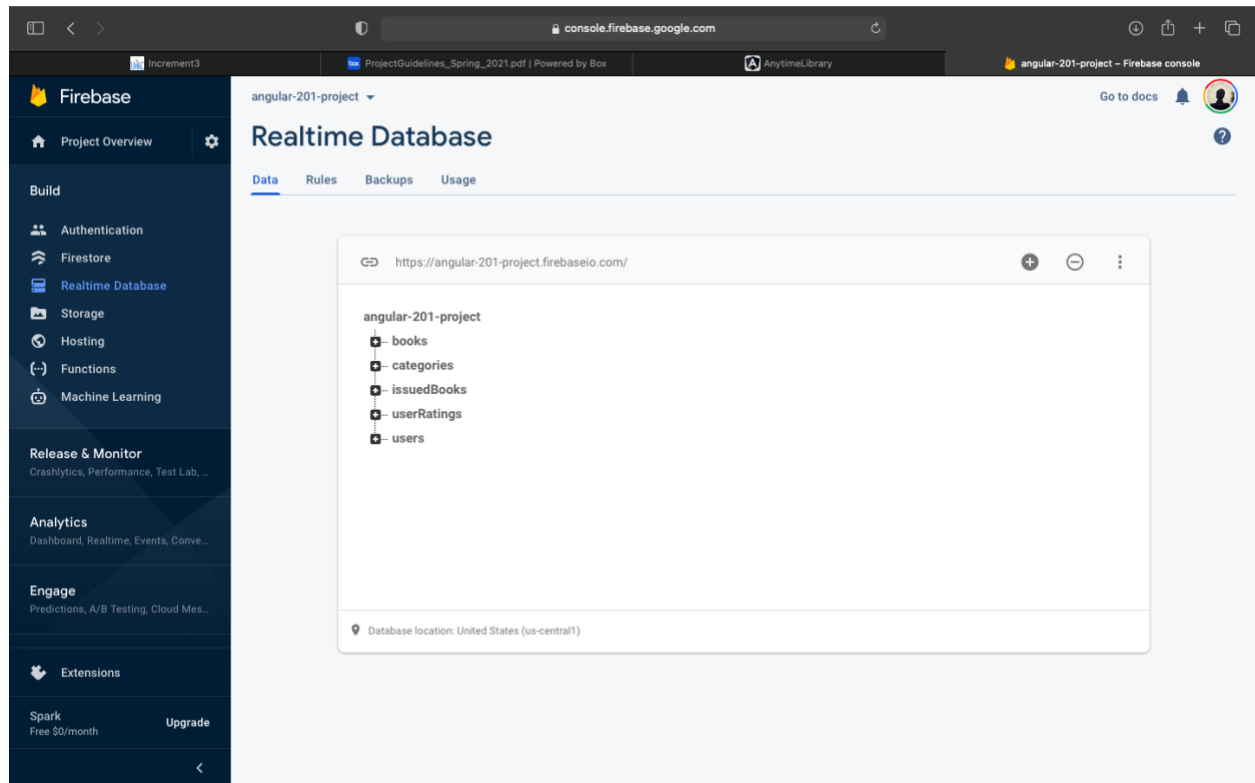 console.firebase.google.com
Increment3
box ProjectGuidelines_Spring_2021.pdf | Powered by Box
AnytimeLibrary
angular-201-project – Firebase console
Firebase
Project Overview
Build
Authentication
Firestore
Realtime Database
Storage
Hosting
Functions
Machine Learning
Release & Monitor
Crashlytics, Performance, Test Lab, ...
Analytics
Dashboard, Realtime, Events, Conve...
Engage
Predictions, A/B Testing, Cloud Mes...
Extensions
Spark
Free $0/month
Upgrade
angular-201-project
Go to docs
Realtime Database
Data Rules Backups Usage
https://angular-201-project.firebaseio.com/
angular-201-project
books
categories
issuedBooks
userRatings
users
Database location: United States (us-central1)